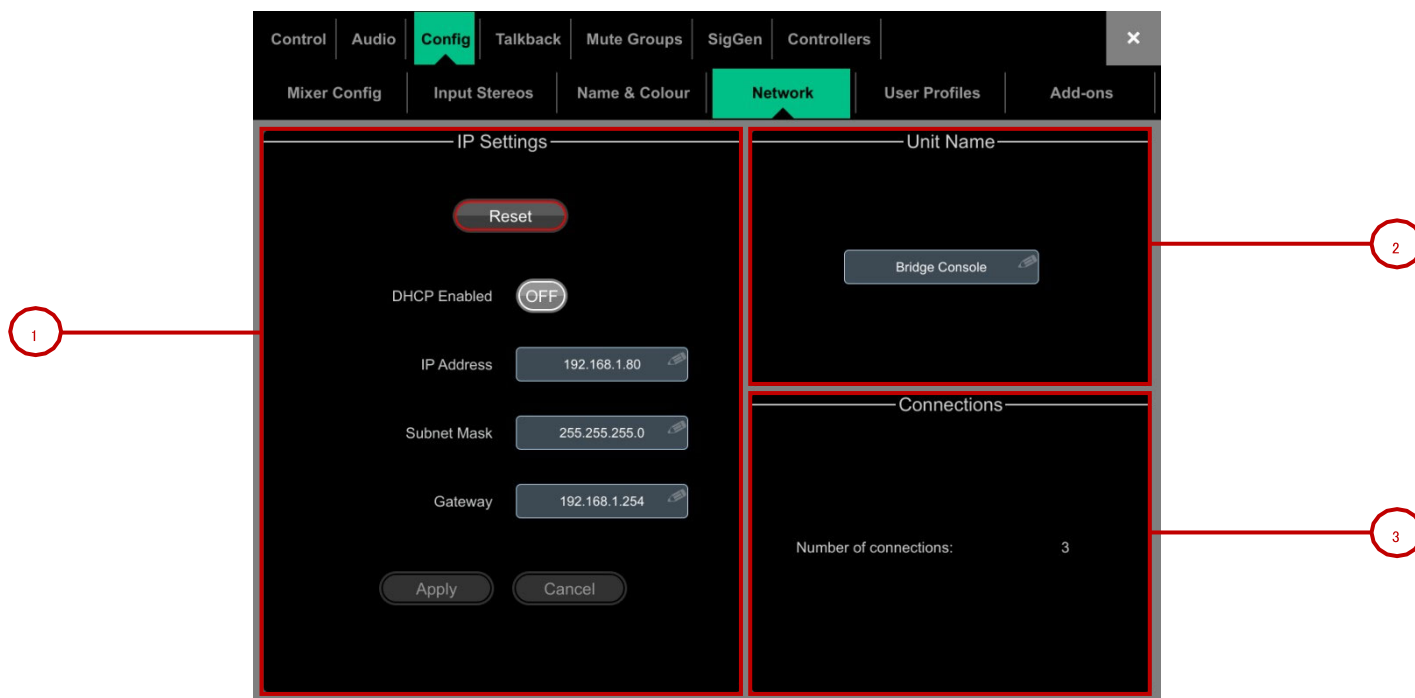 Control Audio Config Talkback Mute Groups SigGen Controllers ×
Mixer Config Input Stereos Name & Colour Network User Profiles Add-ons
IP Settings
Reset
DHCP Enabled OFF
IP Address 192.168.1.80
Subnet Mask 255.255.255.0
Gateway 192.168.1.254
Apply Cancel
1
Unit Name
Bridge Console
2
Connections
Number of connections: 3
3